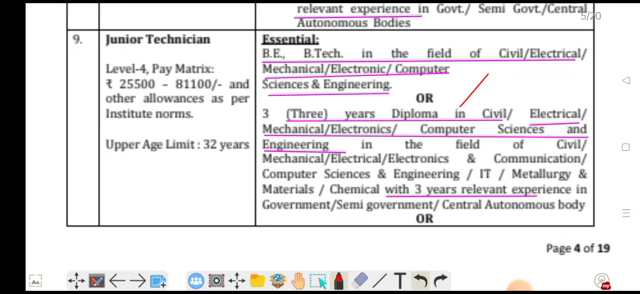 relevant experience in Govt./ Semi Govt./Central
Autonomous Bodies
5/20
9.
Junior Technician
Level-4, Pay Matrix:
₹ 25500 – 81100/- and
other allowances as per
Institute norms.
Upper Age Limit : 32 years
Essential:
B.E., B.Tech. in the field of Civil/Electrical/
Mechanical/Electronic/ Computer
Sciences & Engineering.
OR
3 (Three) years Diploma in Civil/ Electrical/
Mechanical/Electronics/ Computer Sciences and
Engineering in the field of Civil/
Mechanical/Electrical/Electronics & Communication/
Computer Sciences & Engineering / IT / Metallurgy &
Materials / Chemical with 3 years relevant experience in
Government/Semi government/ Central Autonomous body
OR
Page 4 of 19
T